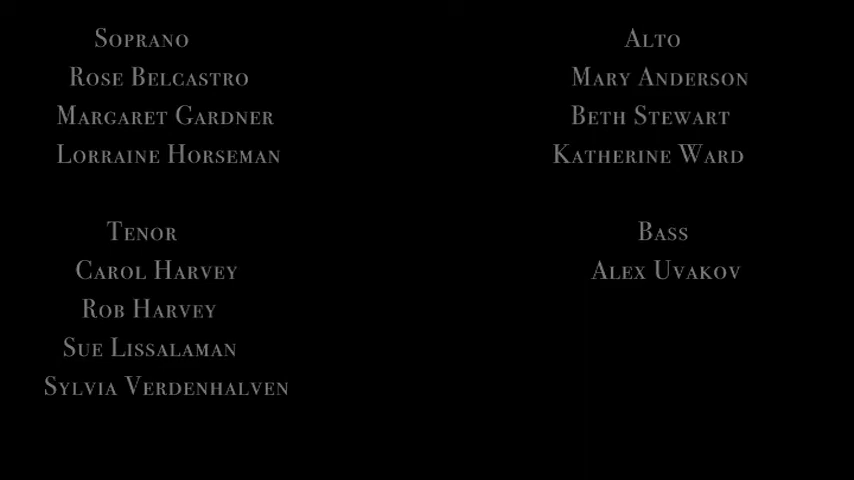 Soprano
Rose Belcastro
Margaret Gardner
Lorraine Horseman
Alto
Mary Anderson
Beth Stewart
Katherine Ward
Tenor
Carol Harvey
Rob Harvey
Sue Lissalaman
Sylvia Verdenhalven
Bass
Alex Uvakov